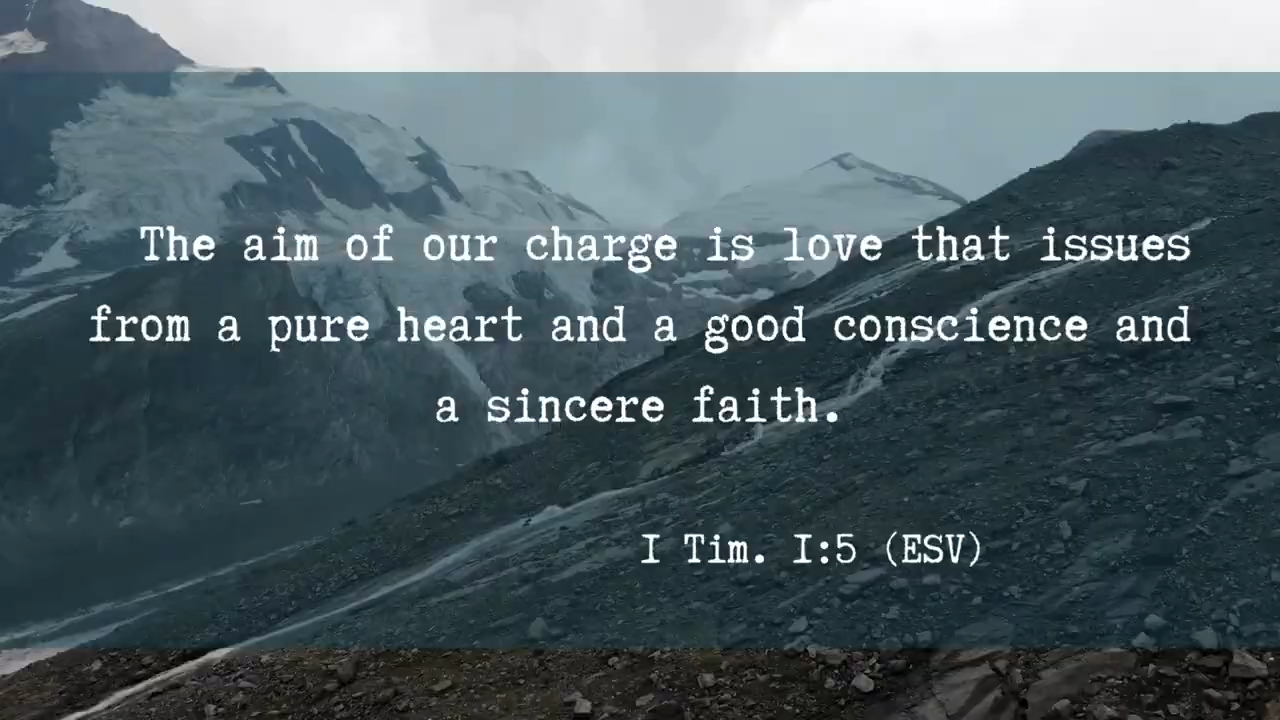 The aim of our charge is love that issues
from a pure heart and a good conscience and
a sincere faith.
I Tim. I:5 (ESV)